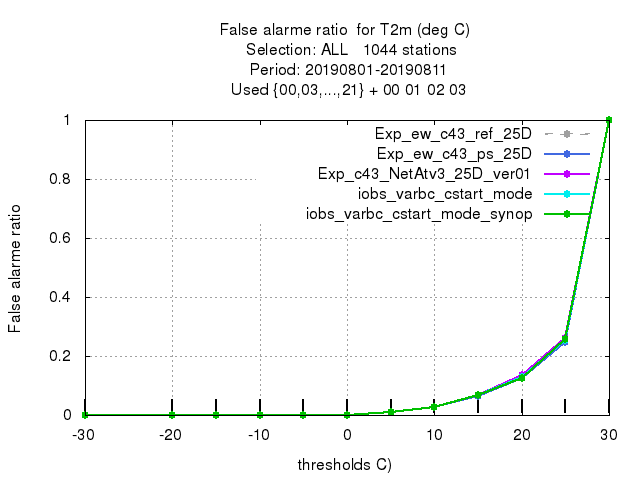 False alarme ratio  for T2m (deg C)
Selection: ALL   1044 stations
Period: 20190801-20190811
Used {00,03,...,21} + 00 01 02 03
Exp_ew_c43_ref_25D
Exp_ew_c43_ps_25D
Exp_c43_NetAtv3_25D_ver01
iobs_varbc_cstart_mode
iobs_varbc_cstart_mode_synop
False alarme ratio
1
0.8
0.6
0.4
0.2
0
-30 -20 -10 0 10 20 30
thresholds C)